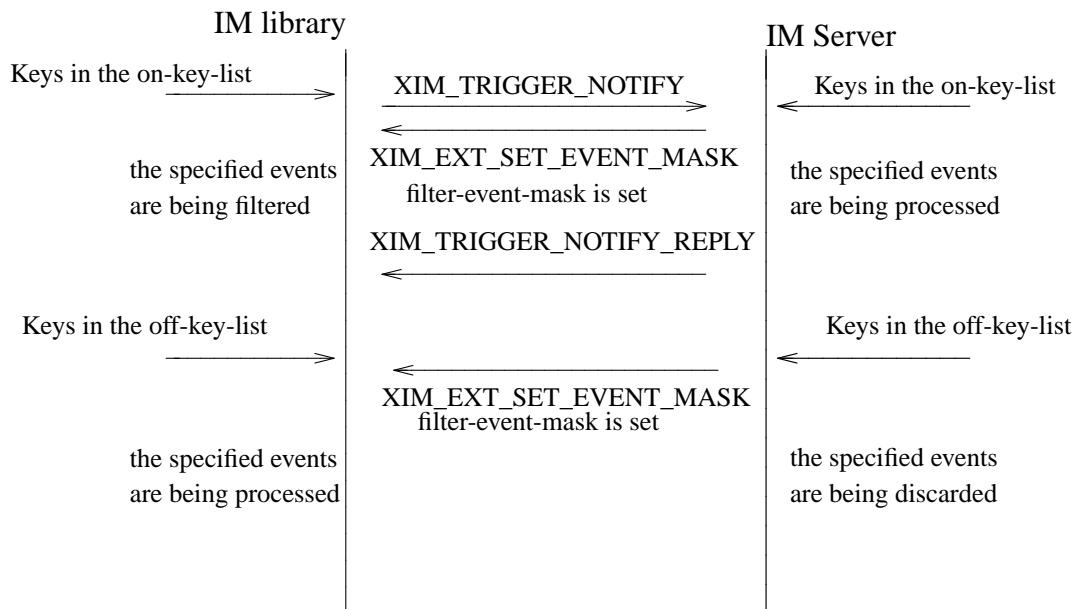 IM library
IM Server
Keys in the on-key-list
XIM_TRIGGER_NOTIFY
Keys in the on-key-list
XIM_EXT_SET_EVENT_MASK
filter-event-mask is set
the specified events
are being filtered
the specified events
are being processed
XIM_TRIGGER_NOTIFY_REPLY
Keys in the off-key-list
Keys in the off-key-list
XIM_EXT_SET_EVENT_MASK
filter-event-mask is set
the specified events
are being processed
the specified events
are being discarded